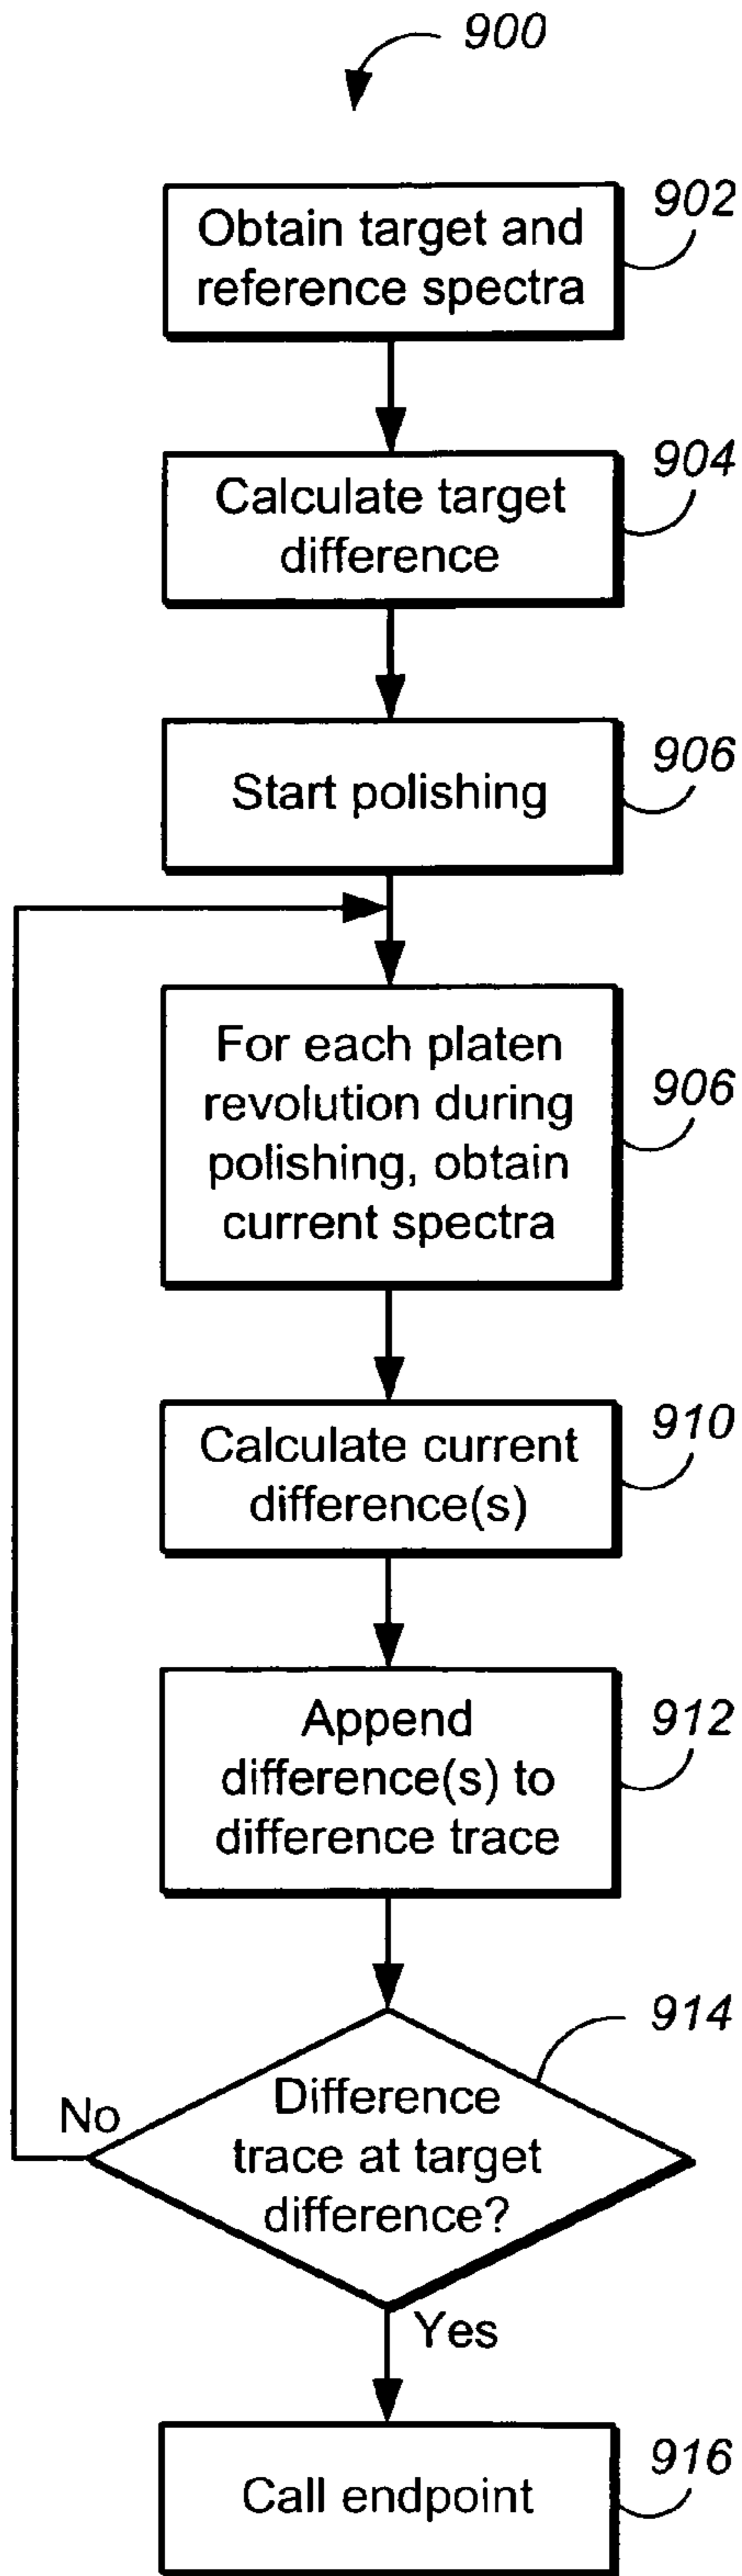 900
902
Obtain target and
reference spectra
904
Calculate target
difference
906
Start polishing
906
For each platen
revolution during
polishing, obtain
current spectra
910
Calculate current
difference(s)
912
Append
difference(s) to
difference trace
914
Difference
trace at target
difference?
No
Yes
916
Call endpoint